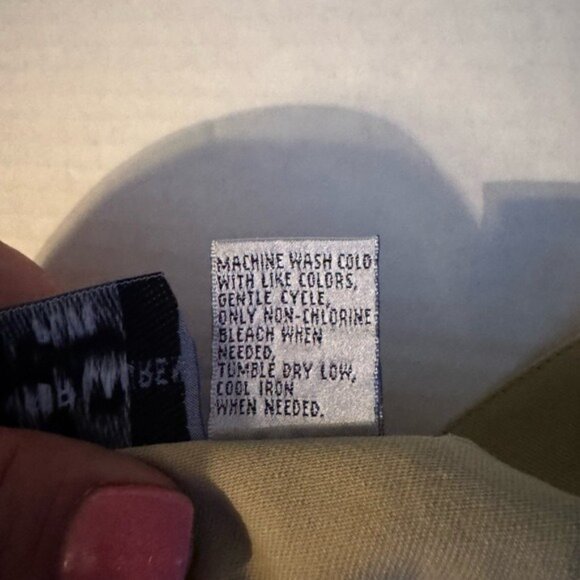 MACHINE WASH COLD
WITH LIKE COLORS,
GENTLE CYCLE,
ONLY NON-CHLORINE
BLEACH WHEN
NEEDED,
TUMBLE DRY LOW,
COOL IRON
WHEN NEEDED.